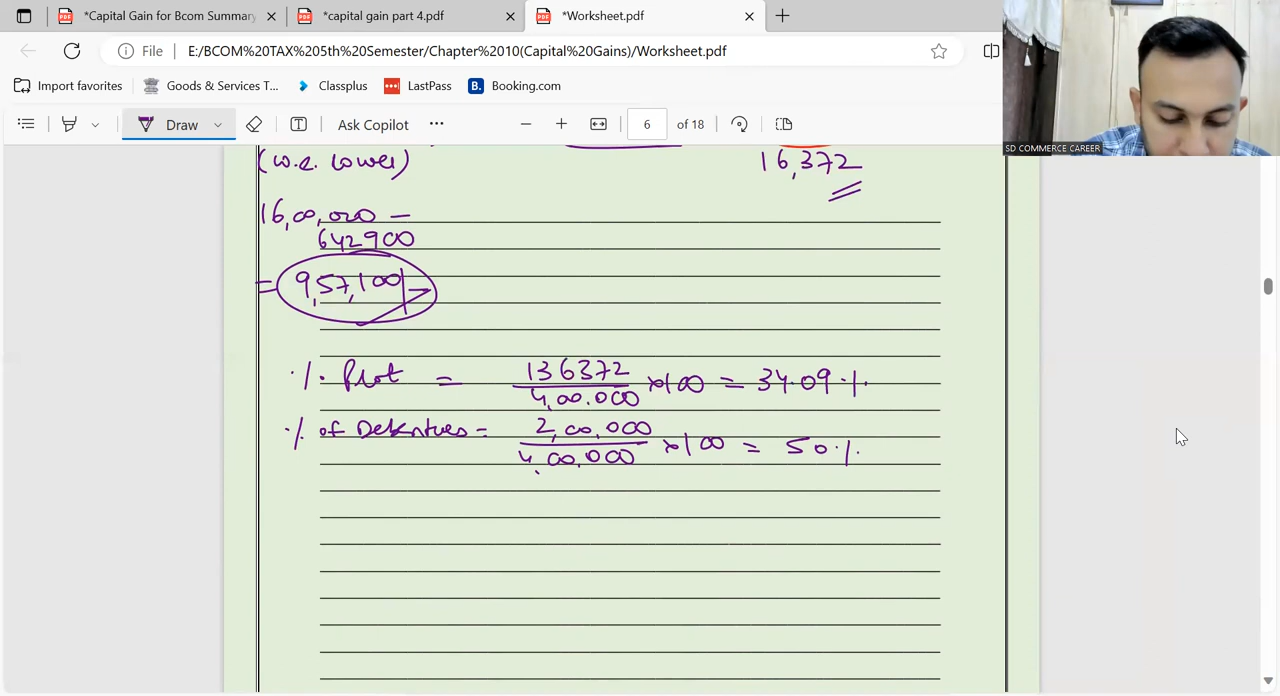 *Capital Gain for Bcom Summary
*capital gain part 4.pdf
*Worksheet.pdf
File
E:/BCOM%20TAX%205th%20Semester/Chapter%2010(Capital%20Gains)/Worksheet.pdf
Import favorites
Goods & Services T...
Classplus
LastPass
Booking.com
Draw
Ask Copilot
6 of 18
SD COMMERCE CAREER
(w.e. lower)
16,372
16,00,000 -
642900
= 9,57,100/-
% Plot = 136372/4,00,000 × 100 = 34.09%
% of Debentures = 2,00,000/4,00,000 × 100 = 50%